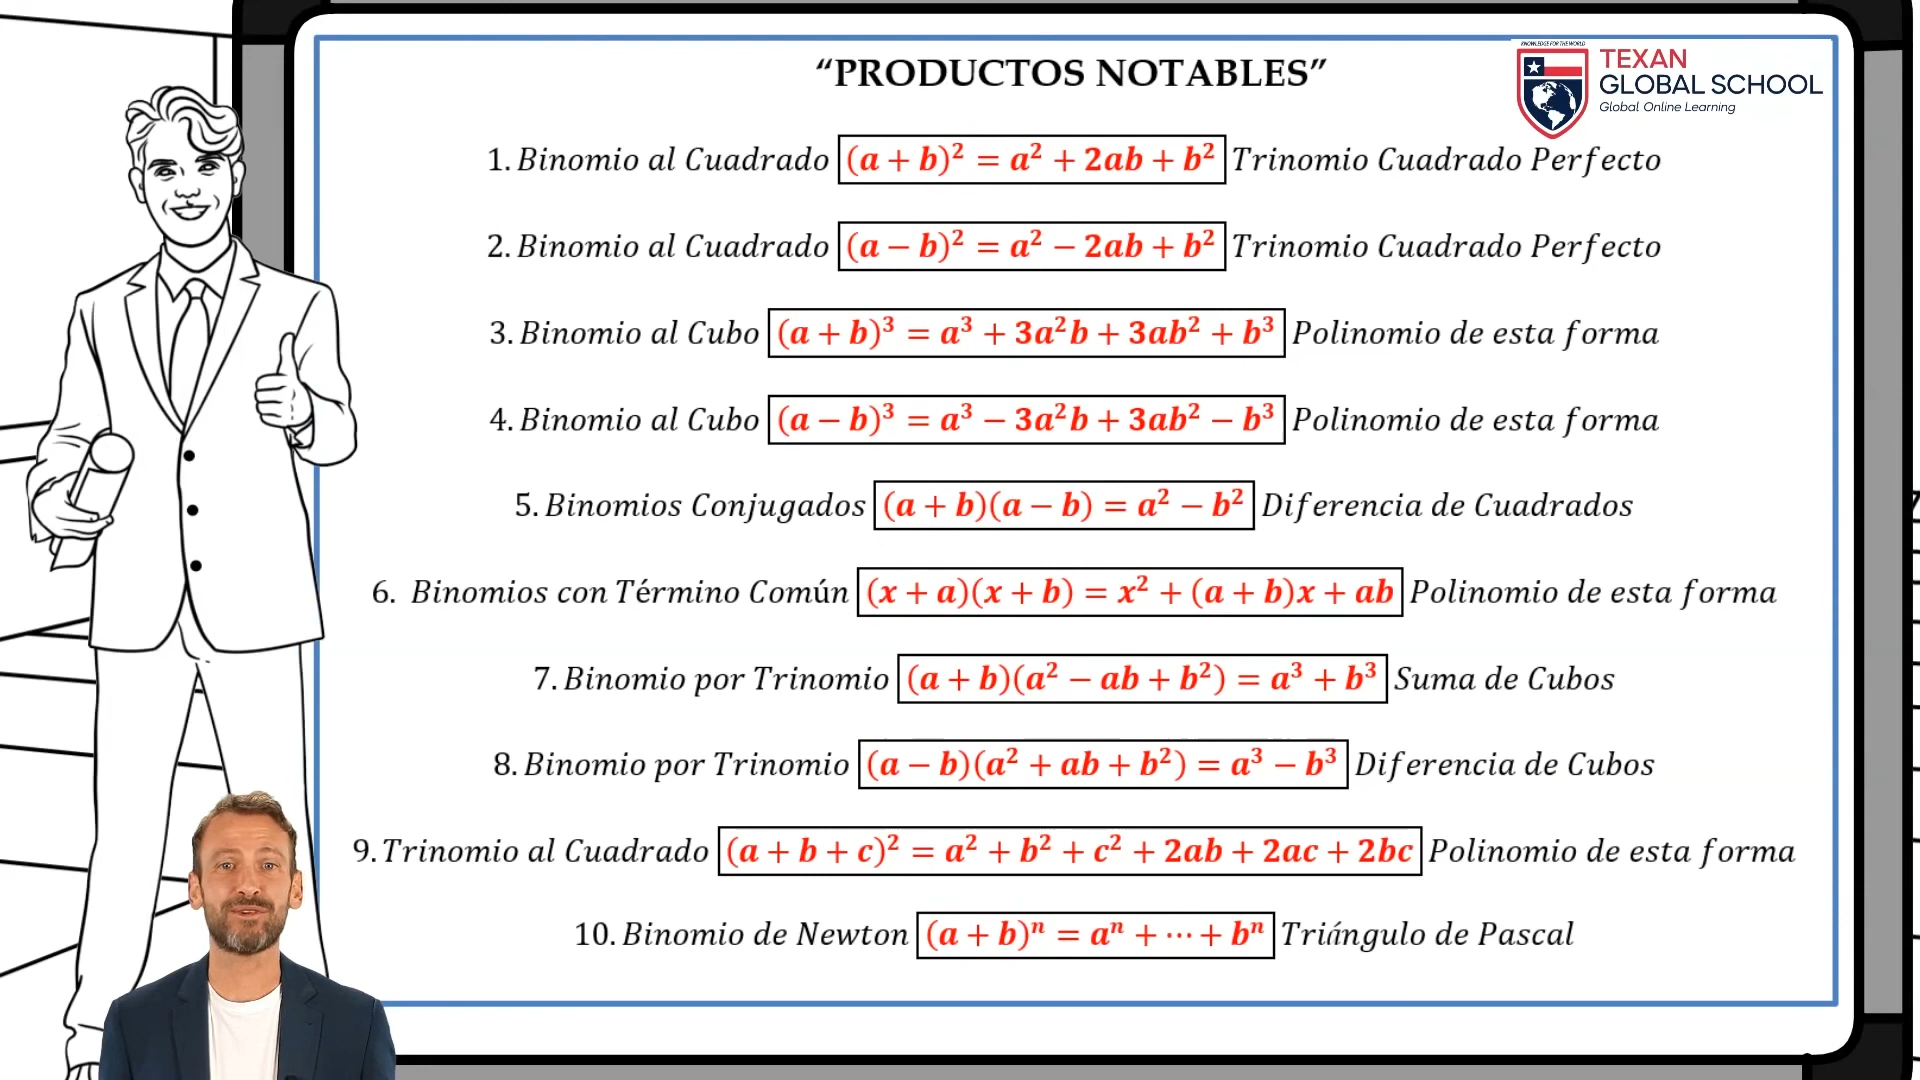 KNOWLEDGE FOR THE WORLD
TEXAN
GLOBAL SCHOOL
Global Online Learning
“PRODUCTOS NOTABLES”
1. Binomio al Cuadrado (a + b)² = a² + 2ab + b² Trinomio Cuadrado Perfecto
2. Binomio al Cuadrado (a − b)² = a² − 2ab + b² Trinomio Cuadrado Perfecto
3. Binomio al Cubo (a + b)³ = a³ + 3a²b + 3ab² + b³ Polinomio de esta forma
4. Binomio al Cubo (a − b)³ = a³ − 3a²b + 3ab² − b³ Polinomio de esta forma
5. Binomios Conjugados (a + b)(a − b) = a² − b² Diferencia de Cuadrados
6. Binomios con Término Común (x + a)(x + b) = x² + (a + b)x + ab Polinomio de esta forma
7. Binomio por Trinomio (a + b)(a² − ab + b²) = a³ + b³ Suma de Cubos
8. Binomio por Trinomio (a − b)(a² + ab + b²) = a³ − b³ Diferencia de Cubos
9. Trinomio al Cuadrado (a + b + c)² = a² + b² + c² + 2ab + 2ac + 2bc Polinomio de esta forma
10. Binomio de Newton (a + b)ⁿ = aⁿ + ⋯ + bⁿ Triángulo de Pascal